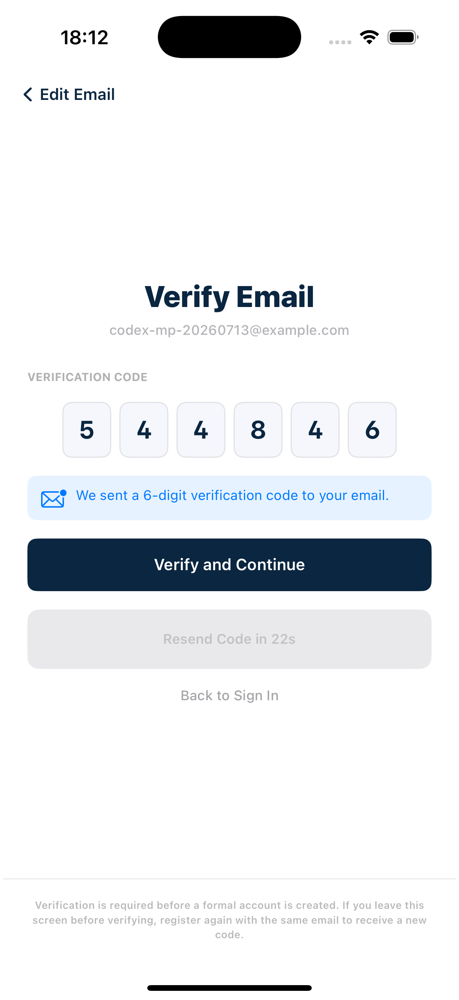 18:12
Edit Email
Verify Email
codex-mp-20260713@example.com
VERIFICATION CODE
5 4 4 8 4 6
We sent a 6-digit verification code to your email.
Verify and Continue
Resend Code in 22s
Back to Sign In
Verification is required before a formal account is created. If you leave this
screen before verifying, register again with the same email to receive a new
code.